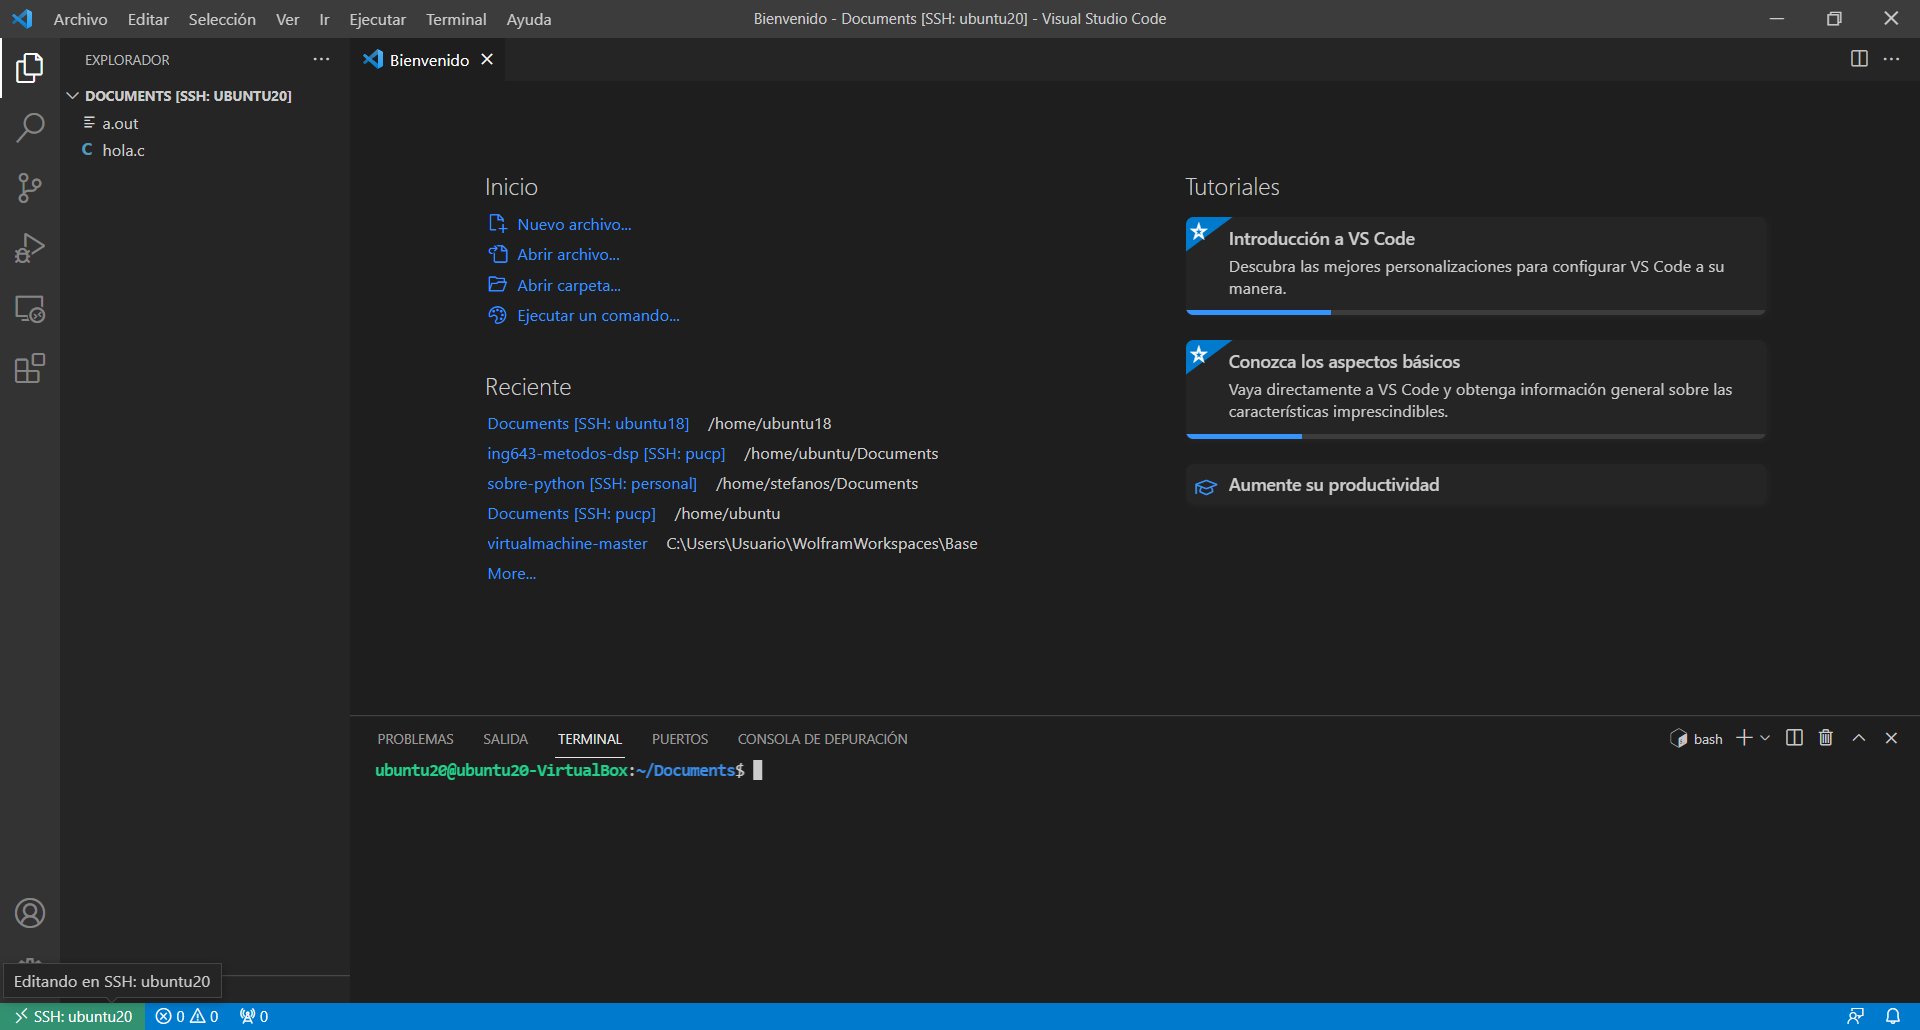 Archivo Editar Selección Ver Ir Ejecutar Terminal Ayuda
Bienvenido - Documents [SSH: ubuntu20] - Visual Studio Code
EXPLORADOR
DOCUMENTS [SSH: UBUNTU20]
a.out
C hola.c
Bienvenido
Inicio
Nuevo archivo...
Abrir archivo...
Abrir carpeta...
Ejecutar un comando...
Reciente
Documents [SSH: ubuntu18] /home/ubuntu18
ing643-metodos-dsp [SSH: pucp] /home/ubuntu/Documents
sobre-python [SSH: personal] /home/stefanos/Documents
Documents [SSH: pucp] /home/ubuntu
virtualmachine-master C:\Users\Usuario\WolframWorkspaces\Base
More...
Tutoriales
Introducción a VS Code
Descubra las mejores personalizaciones para configurar VS Code a su
manera.
Conozca los aspectos básicos
Vaya directamente a VS Code y obtenga información general sobre las
características imprescindibles.
Aumente su productividad
PROBLEMAS SALIDA TERMINAL PUERTOS CONSOLA DE DEPURACIÓN
bash
ubuntu20@ubuntu20-VirtualBox:~/Documents$
Editando en SSH: ubuntu20
SSH: ubuntu20 0 0 0